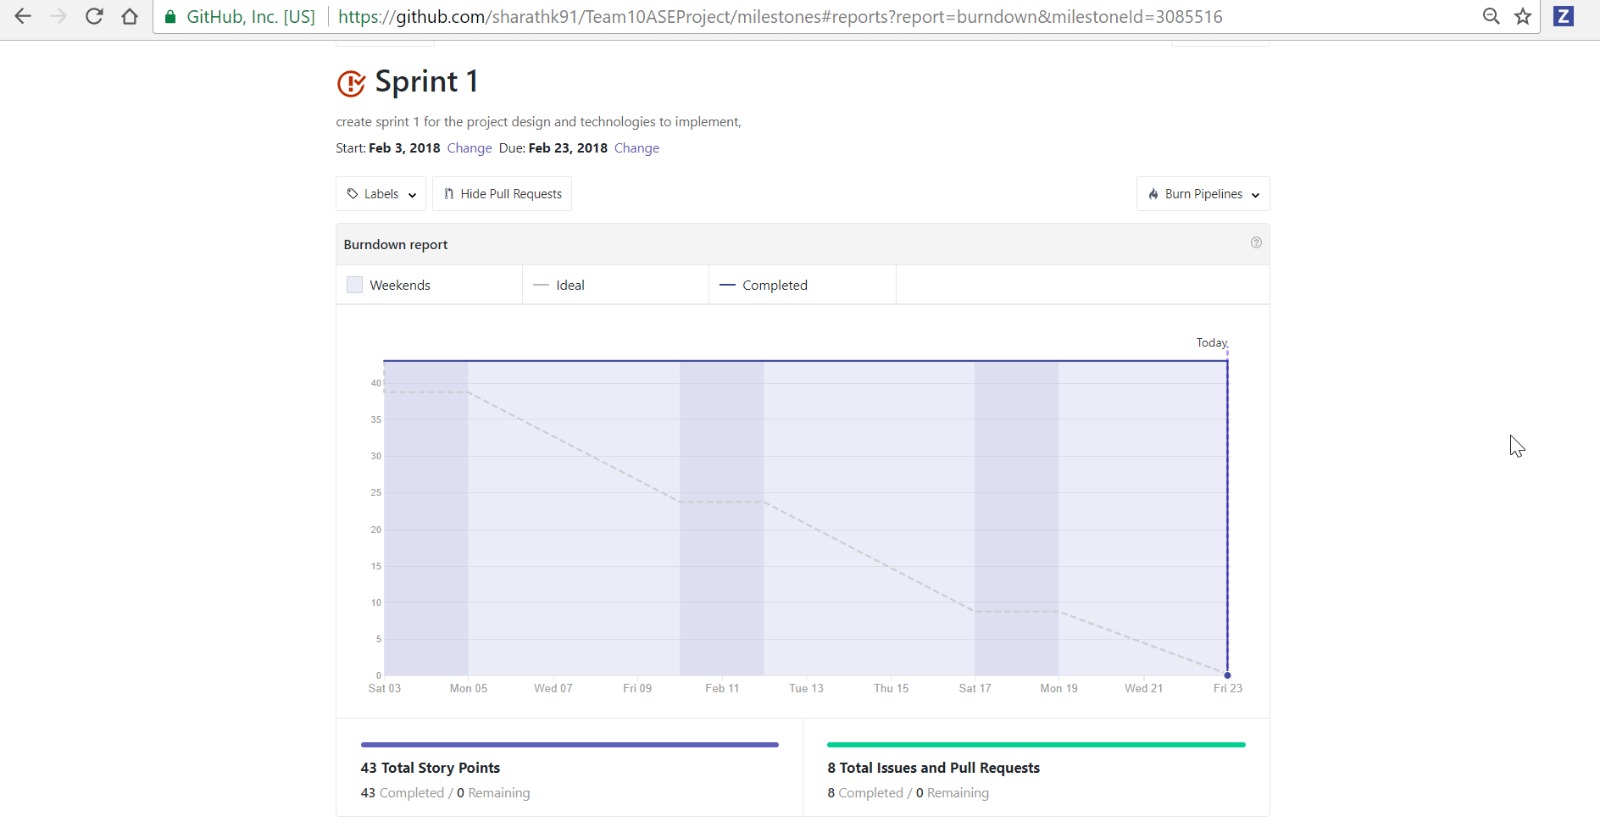 GitHub, Inc. [US] https://github.com/sharathk91/Team10ASEProject/milestones#reports?report=burndown&milestoneId=3085516
Z
Sprint 1
create sprint 1 for the project design and technologies to implement,
Start: Feb 3, 2018 Change Due: Feb 23, 2018 Change
Labels Hide Pull Requests Burn Pipelines
Burndown report
Weekends Ideal Completed
Today
40
35
30
25
20
15
10
5
0
Sat 03 Mon 05 Wed 07 Fri 09 Feb 11 Tue 13 Thu 15 Sat 17 Mon 19 Wed 21 Fri 23
43 Total Story Points
43 Completed / 0 Remaining
8 Total Issues and Pull Requests
8 Completed / 0 Remaining